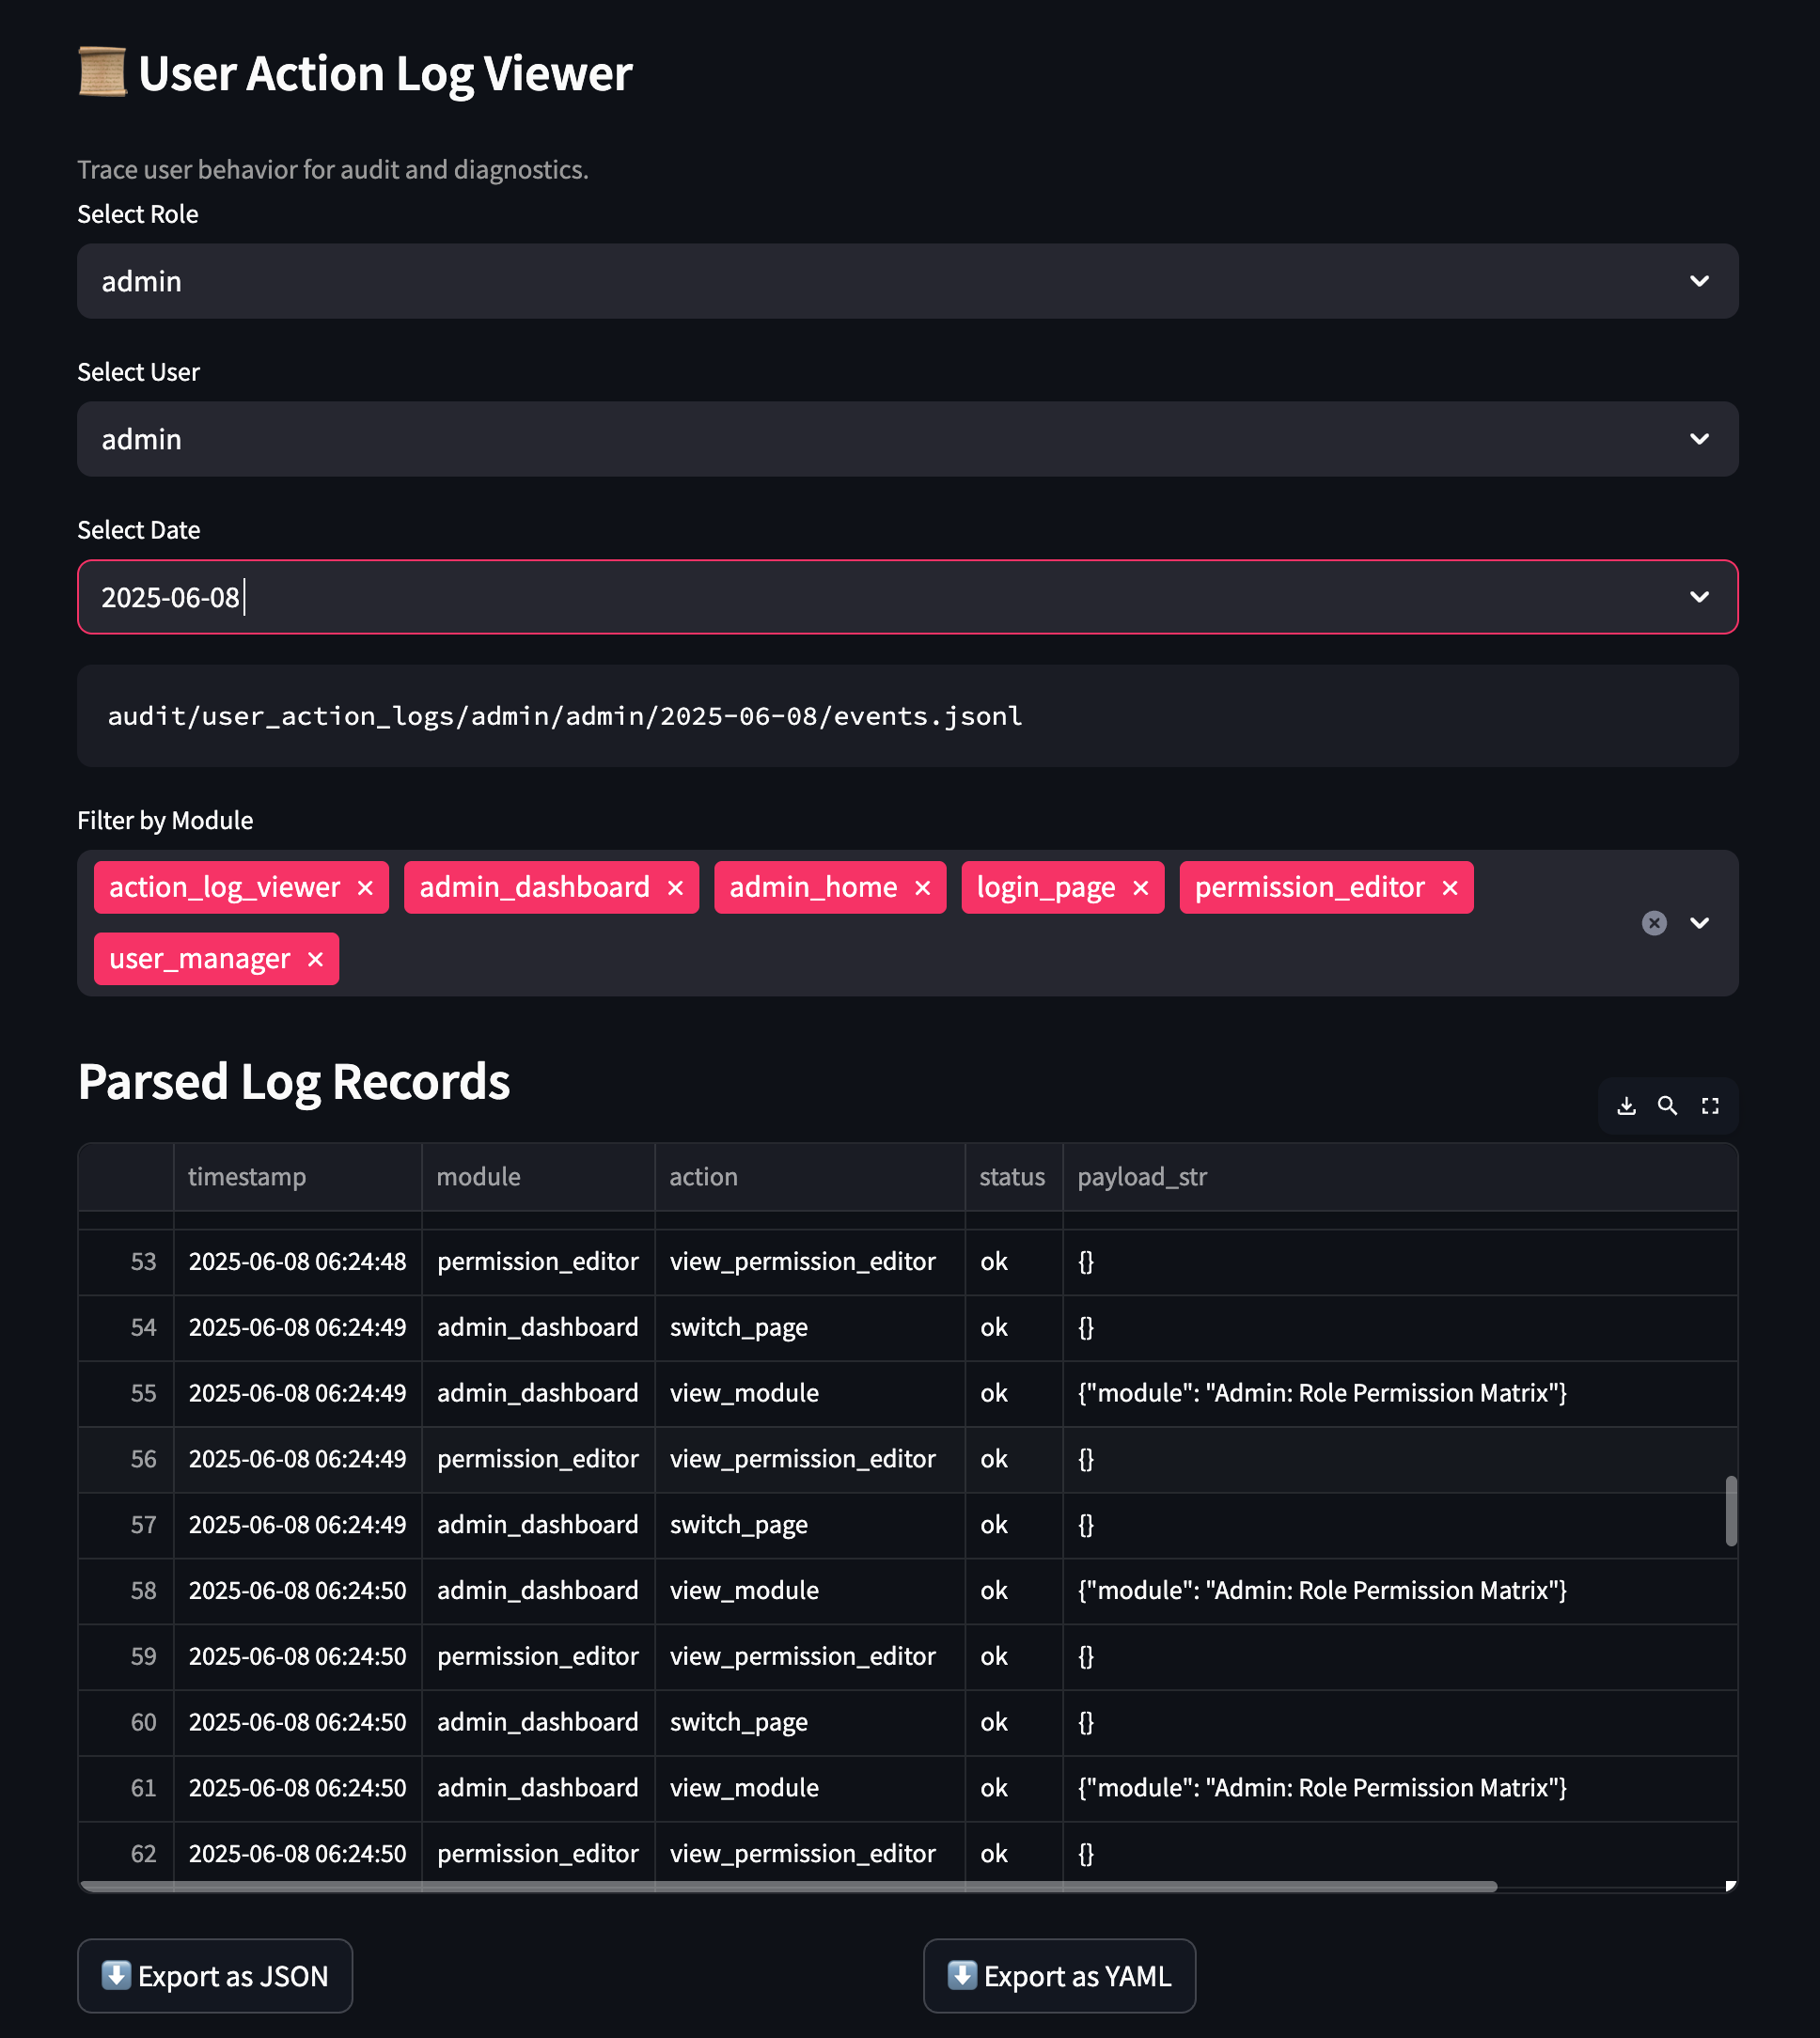 User Action Log Viewer
Trace user behavior for audit and diagnostics.
Select Role
admin
Select User
admin
Select Date
2025-06-08
audit/user_action_logs/admin/admin/2025-06-08/events.jsonl
Filter by Module
action_log_viewer × admin_dashboard × admin_home × login_page × permission_editor ×
user_manager ×
Parsed Log Records
timestamp module action status payload_str
53 2025-06-08 06:24:48 permission_editor view_permission_editor ok {}
54 2025-06-08 06:24:49 admin_dashboard switch_page ok {}
55 2025-06-08 06:24:49 admin_dashboard view_module ok {"module": "Admin: Role Permission Matrix"}
56 2025-06-08 06:24:49 permission_editor view_permission_editor ok {}
57 2025-06-08 06:24:49 admin_dashboard switch_page ok {}
58 2025-06-08 06:24:50 admin_dashboard view_module ok {"module": "Admin: Role Permission Matrix"}
59 2025-06-08 06:24:50 permission_editor view_permission_editor ok {}
60 2025-06-08 06:24:50 admin_dashboard switch_page ok {}
61 2025-06-08 06:24:50 admin_dashboard view_module ok {"module": "Admin: Role Permission Matrix"}
62 2025-06-08 06:24:50 permission_editor view_permission_editor ok {}
Export as JSON Export as YAML